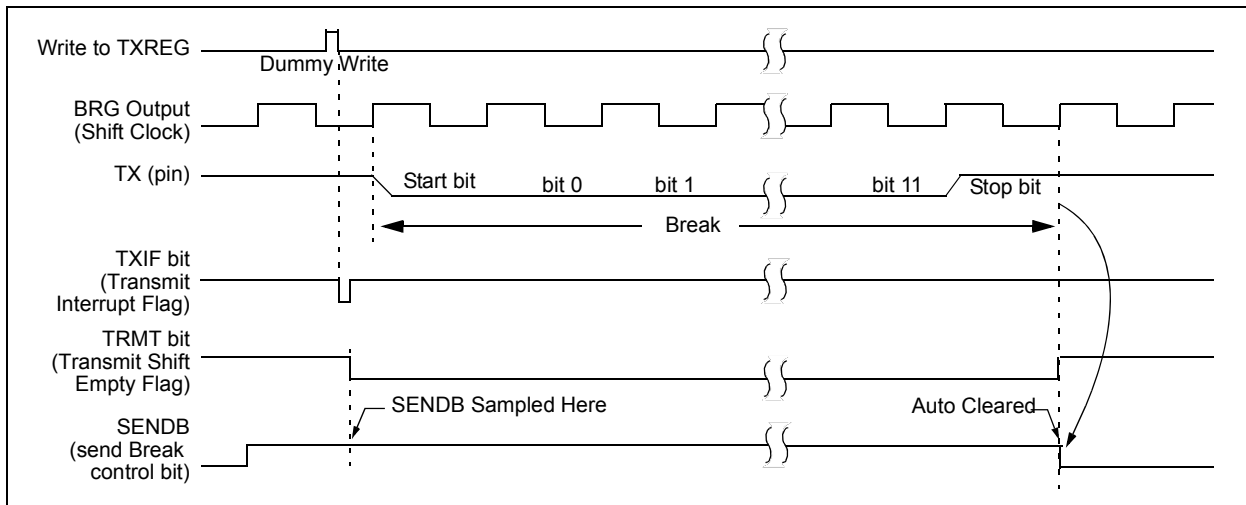 Write to TXREG
Dummy Write
BRG Output
(Shift Clock)
TX (pin)
Start bit
bit 0
bit 1
bit 11
Stop bit
Break
TXIF bit
(Transmit
Interrupt Flag)
TRMT bit
(Transmit Shift
Empty Flag)
SENDB Sampled Here
Auto Cleared
SENDB
(send Break
control bit)